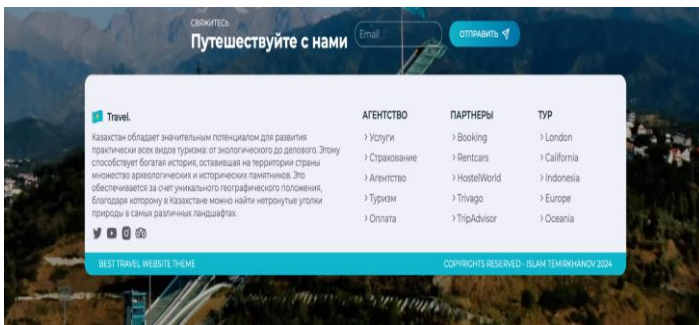 СВЯЖИТЕСЬ
Путешествуйте с нами
Email
ОТПРАВИТЬ
Travel.
Казахстан обладает значительным потенциалом для развития
практически всех видов туризма: от экологического до делового. Этому
способствует богатая история, оставившая на территории страны
множество археологических и исторических памятников. Это
обеспечивается за счет уникального географического положения,
благодаря которому в Казахстане можно найти нетронутые уголки
природы в самых различных ландшафтах.
АГЕНТСТВО
› Услуги
› Страхование
› Агентство
› Туризм
› Оплата
ПАРТНЕРЫ
› Booking
› Rentcars
› HostelWorld
› Trivago
› TripAdvisor
ТУР
› London
› California
› Indonesia
› Europe
› Oceania
BEST TRAVEL WEBSITE THEME
COPYRIGHTS RESERVED - ISLAM TEMIRKHANOV 2024